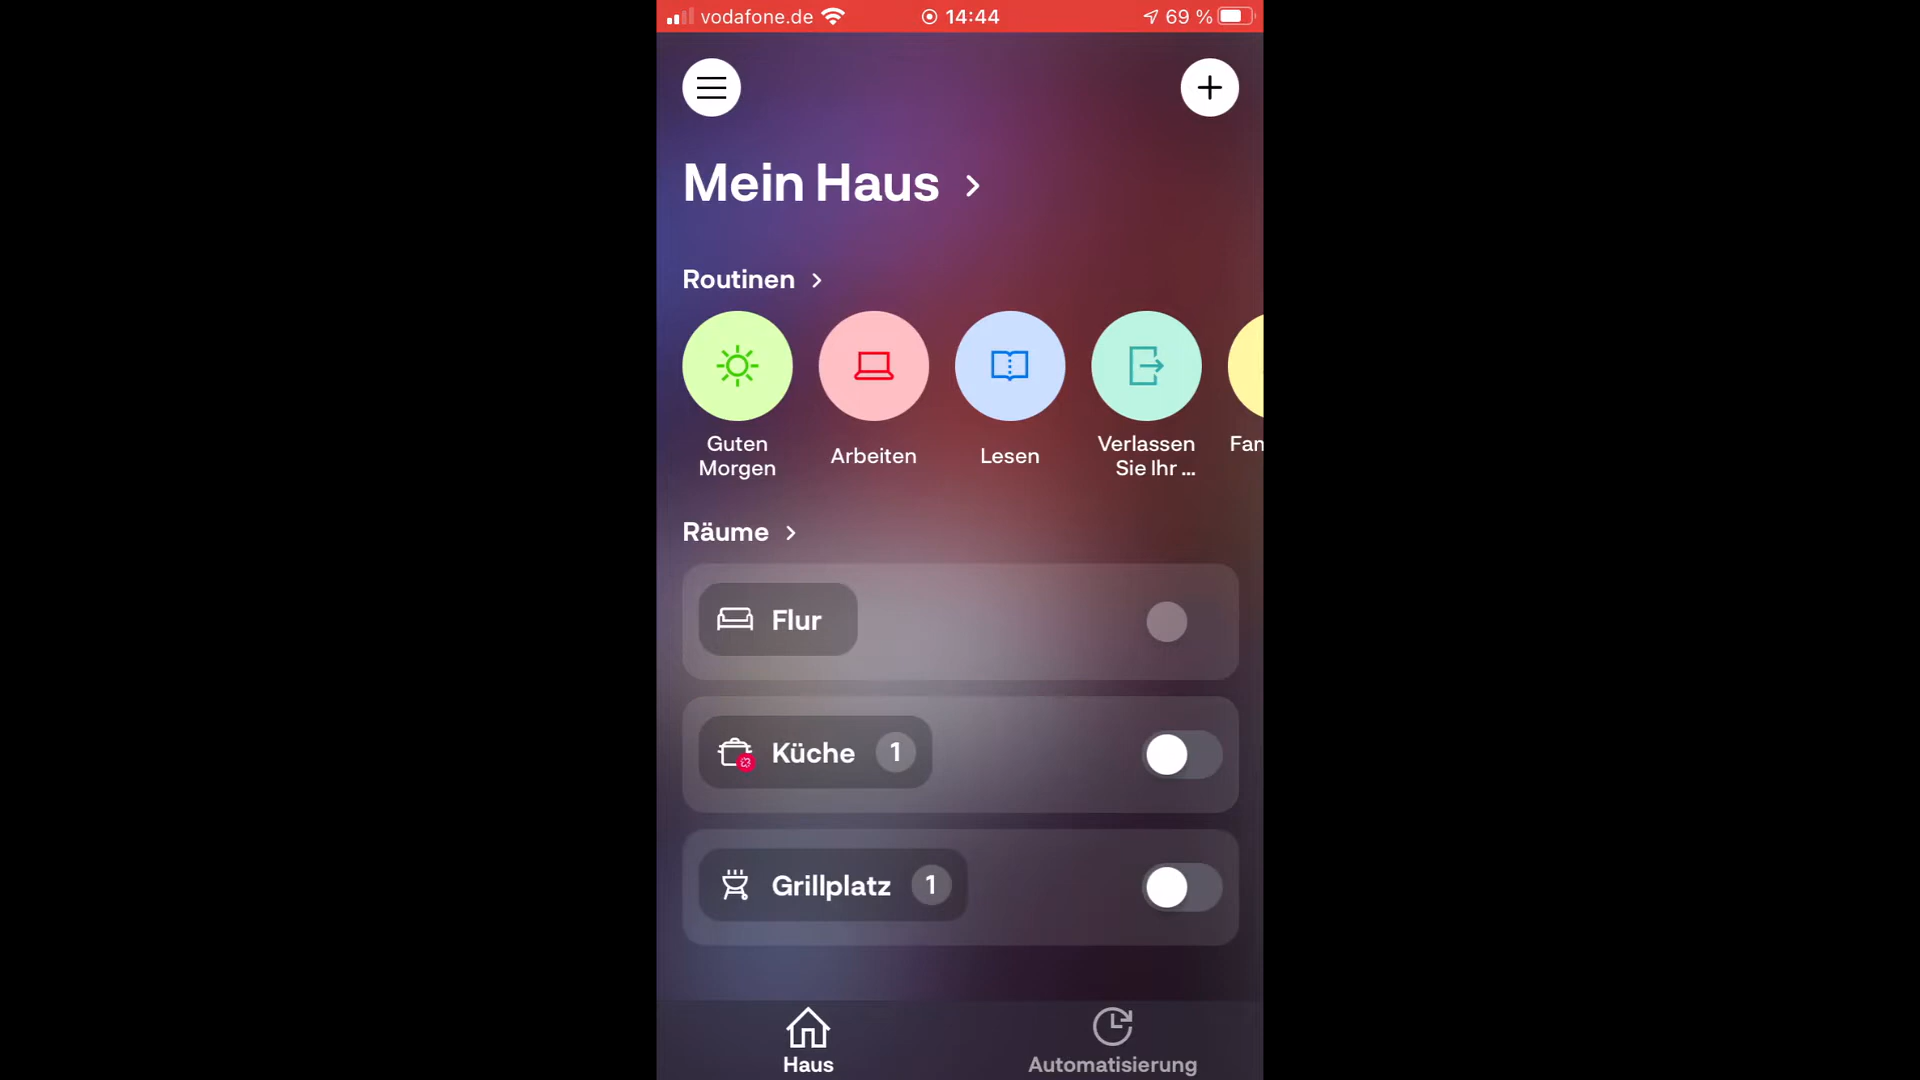 vodafone.de 14:44 69 %
Mein Haus
Routinen
Guten
Morgen
Arbeiten
Lesen
Verlassen
Sie Ihr ...
Fam
Räume
Flur
Küche 1
Grillplatz 1
Haus
Automatisierung